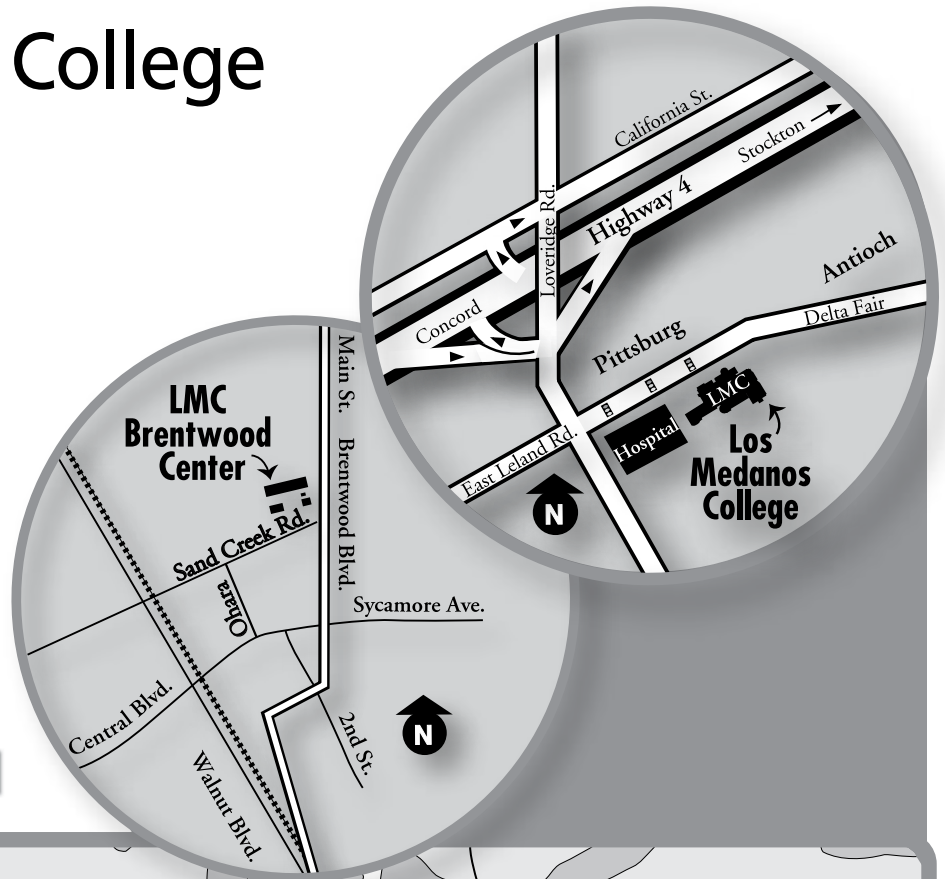 College
California St.
Stockton
Highway 4
Loveridge Rd.
Antioch
Concord
Delta Fair
Pittsburg
LMC
Hospital
East Leland Rd.
Los
Medanos
College
N
LMC
Brentwood
Center
Main St.
Brentwood Blvd.
Sand Creek Rd.
Ohara
Sycamore Ave.
Central Blvd.
2nd St.
N
Walnut Blvd.